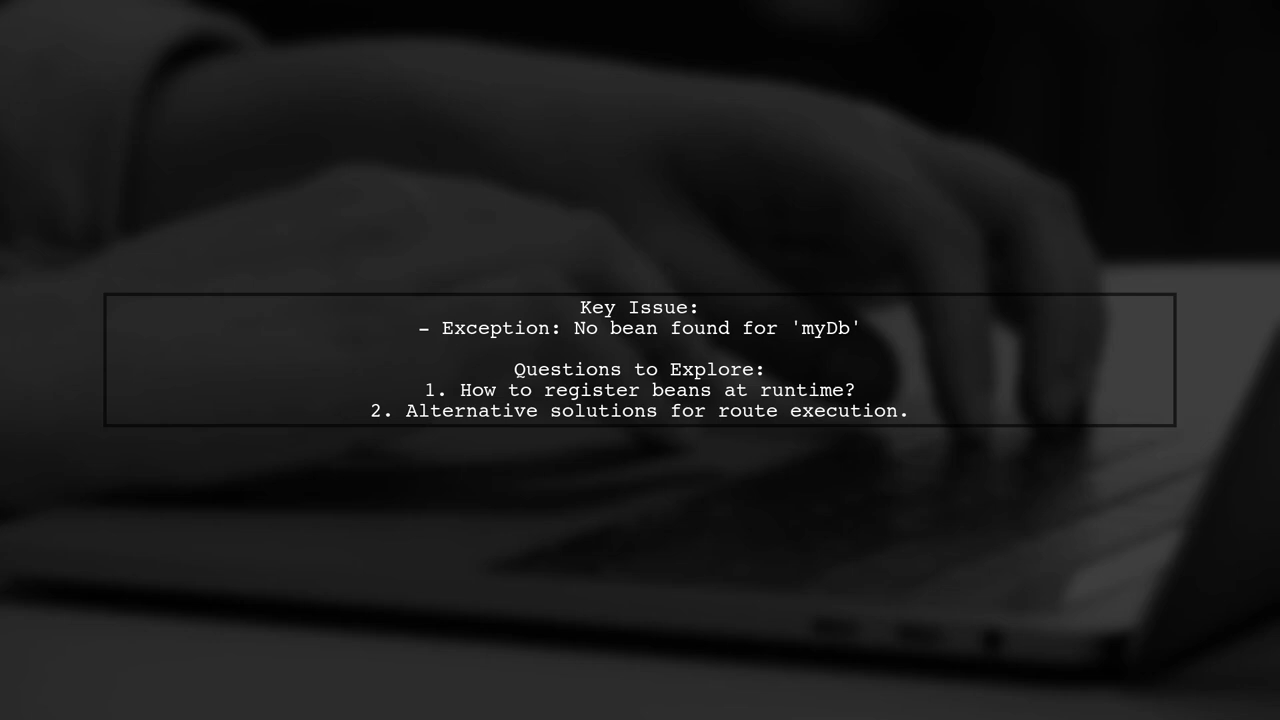 Key Issue:
- Exception: No bean found for 'myDb'
Questions to Explore:
1. How to register beans at runtime?
2. Alternative solutions for route execution.